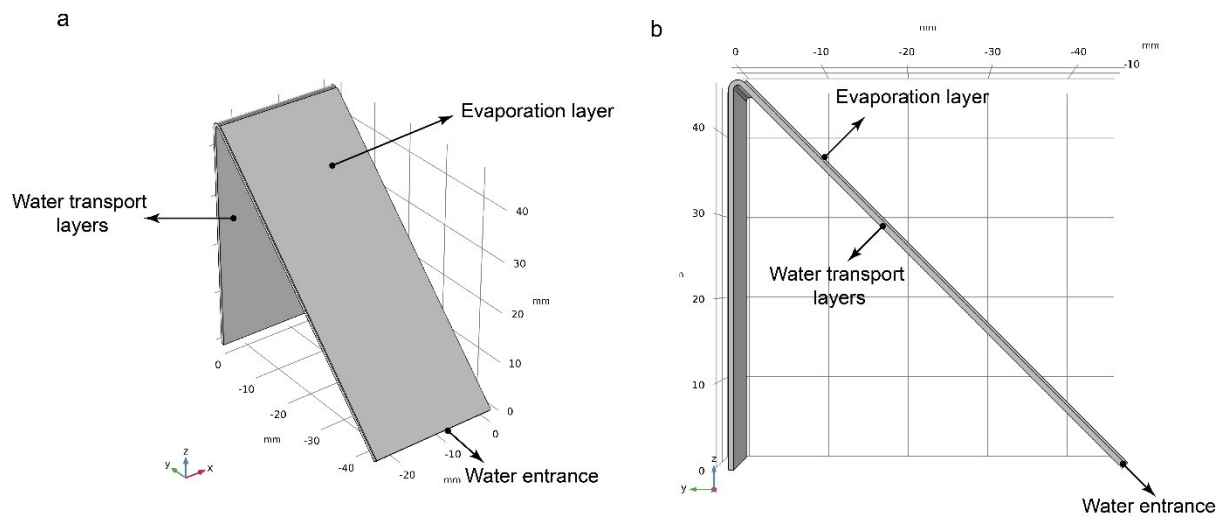 a
Evaporation layer
Water transport
layers
40
30
mm
20
10
0
0
0
-10
-10
-20
-30
mm
-40
-20
mm
Water entrance
z
y
x
b
mm
0
-10
-20
-30
-40
mm
-10
Evaporation layer
40
30
Water transport
layers
20
10
0
z
y
Water entrance